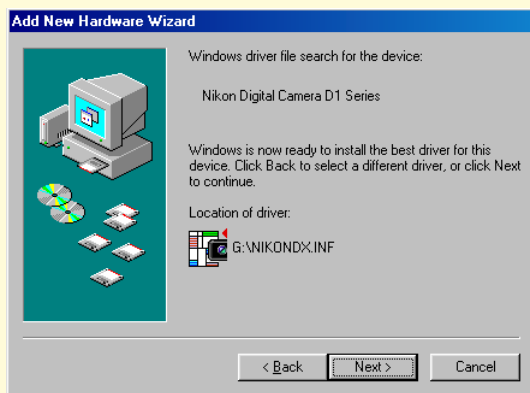 Add New Hardware Wizard
Windows driver file search for the device:
Nikon Digital Camera D1 Series
Windows is now ready to install the best driver for this
device. Click Back to select a different driver, or click Next
to continue.
Location of driver:
G:\NIKONDX.INF
< Back
Next >
Cancel